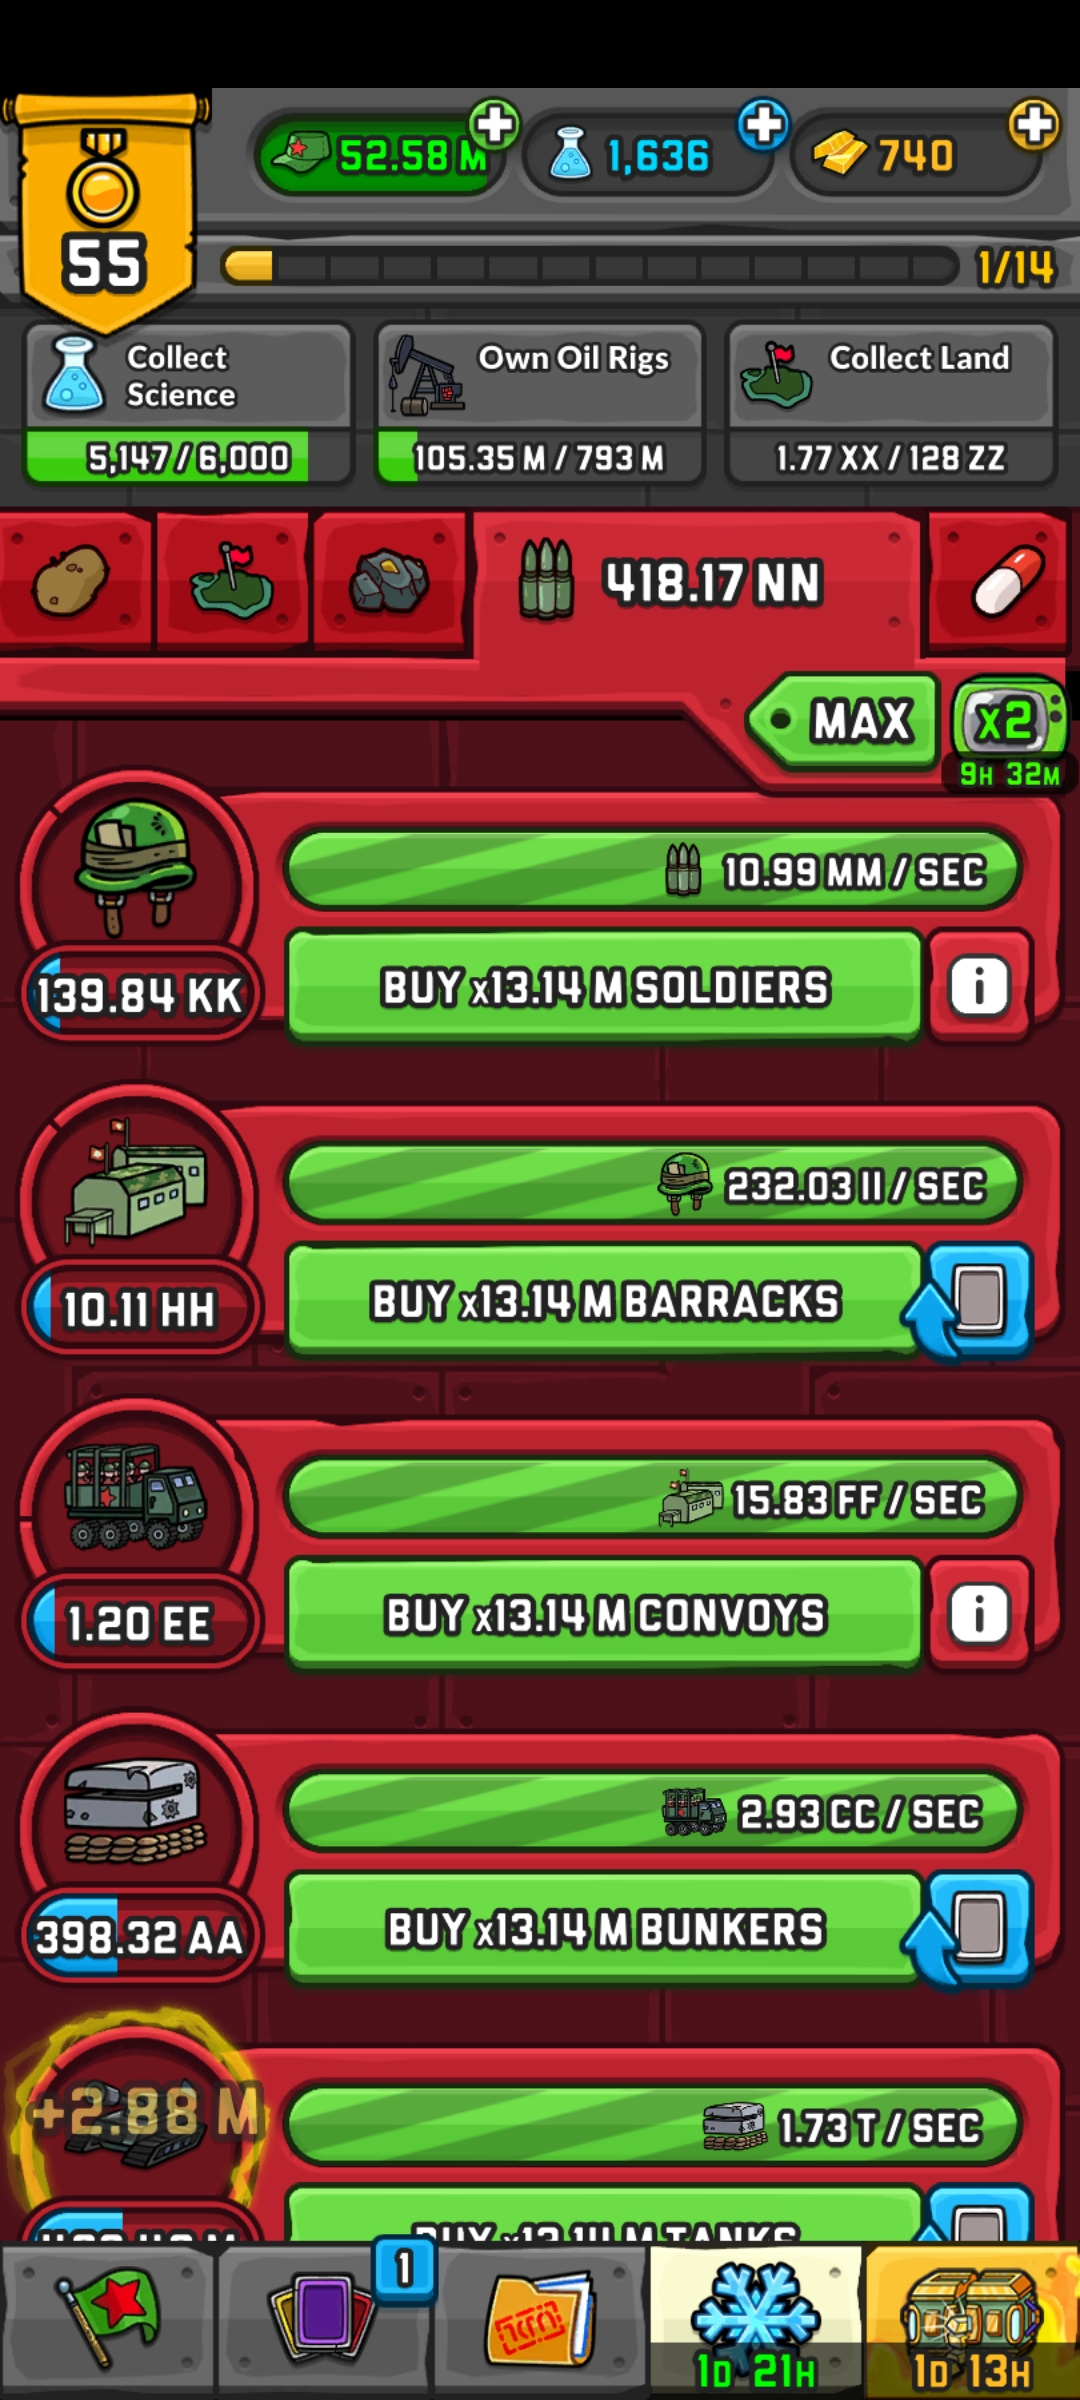 55
52.58 M
1,636
740
1/14
Collect
Science
5,147 / 6,000
Own Oil Rigs
105.35 M / 793 M
Collect Land
1.77 XX / 128 ZZ
418.17 NN
MAX
x2
9H 32M
10.99 MM / SEC
139.84 KK
BUY x13.14 M SOLDIERS
i
232.03 II / SEC
10.11 HH
BUY x13.14 M BARRACKS
15.83 FF / SEC
1.20 EE
BUY x13.14 M CONVOYS
i
2.93 CC / SEC
398.32 AA
BUY x13.14 M BUNKERS
+2.88 M
1.73 T / SEC
BUY x13.14 M TANKS
1
1D 21H
1D 13H